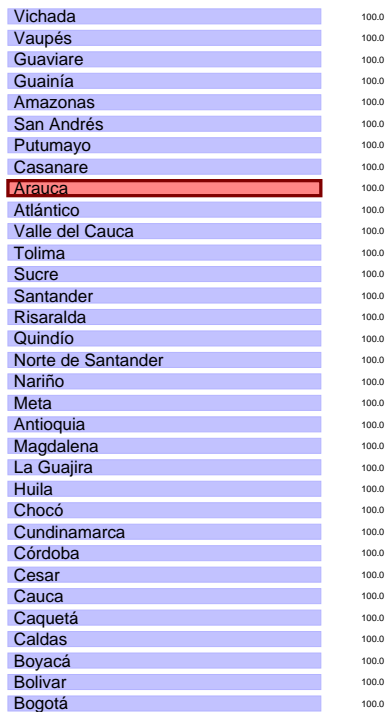 Vichada 100.0
Vaupés 100.0
Guaviare 100.0
Guainía 100.0
Amazonas 100.0
San Andrés 100.0
Putumayo 100.0
Casanare 100.0
Arauca 100.0
Atlántico 100.0
Valle del Cauca 100.0
Tolima 100.0
Sucre 100.0
Santander 100.0
Risaralda 100.0
Quindío 100.0
Norte de Santander 100.0
Nariño 100.0
Meta 100.0
Antioquia 100.0
Magdalena 100.0
La Guajira 100.0
Huila 100.0
Chocó 100.0
Cundinamarca 100.0
Córdoba 100.0
Cesar 100.0
Cauca 100.0
Caquetá 100.0
Caldas 100.0
Boyacá 100.0
Bolivar 100.0
Bogotá 100.0